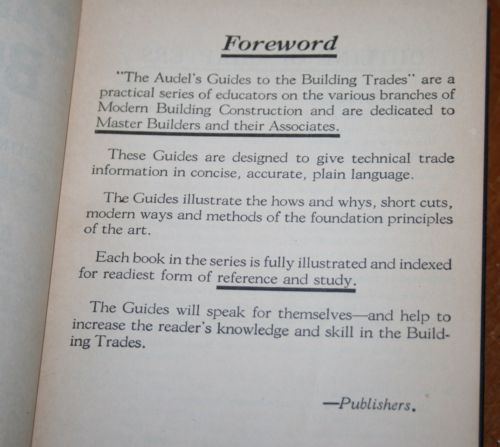 Foreword
"The Audel's Guides to the Building Trades" are a
practical series of educators on the various branches of
Modern Building Construction and are dedicated to
Master Builders and their Associates.
These Guides are designed to give technical trade
information in concise, accurate, plain language.
The Guides illustrate the hows and whys, short cuts,
modern ways and methods of the foundation principles
of the art.
Each book in the series is fully illustrated and indexed
for readiest form of reference and study.
The Guides will speak for themselves—and help to
increase the reader's knowledge and skill in the Build-
ing Trades.
—Publishers.